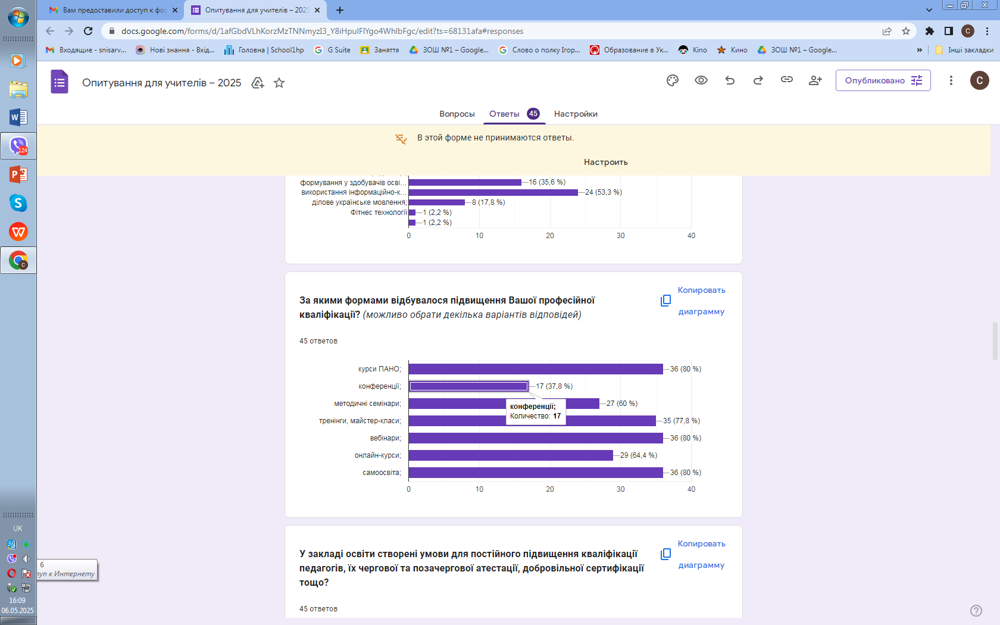 Вам предоставили доступ к фор
Опитування для учителів – 2025
docs.google.com/forms/d/1afGbdVLhKorzMzTNNmyzI3_Y8iHpulFlYgo4WhlbFgc/edit?ts=68131afa#responses
C
Входящие - snisarv...
Нові знання - Вхід...
Головна | School1hp
G Suite
Заняття
ЗОШ №1 – Google...
Слово о полку Ігор...
Образование в Ук...
Kino
Кино
ЗОШ №1 – Google...
»
Інші закладки
Опитування для учителів – 2025
Опубликовано
C
Вопросы
Ответы 45
Настройки
В этой форме не принимаются ответы.
Настроить
формування у здобувачів осві... 16 (35,6 %)
використання інформаційно-к... 24 (53,3 %)
ділове українське мовлення; 8 (17,8 %)
Фітнес технології 1 (2,2 %)
1 (2,2 %)
0 10 20 30 40
За якими формами відбувалося підвищення Вашої професійної
кваліфікації? (можливо обрати декілька варіантів відповідей)
Копировать
диаграмму
45 ответов
курси ПАНО; 36 (80 %)
конференції; 17 (37,8 %)
методичні семінари; 27 (60 %)
конференції;
Количество: 17
тренінги, майстер-класи; 35 (77,8 %)
вебінари; 36 (80 %)
онлайн-курси; 29 (64,4 %)
самоосвіта; 36 (80 %)
0 10 20 30 40
У закладі освіти створені умови для постійного підвищення кваліфікації
педагогів, їх чергової та позачергової атестації, добровільної сертифікації
тощо?
Копировать
диаграмму
45 ответов
124
UK
6
туп к Интернету
16:09
06.05.2025